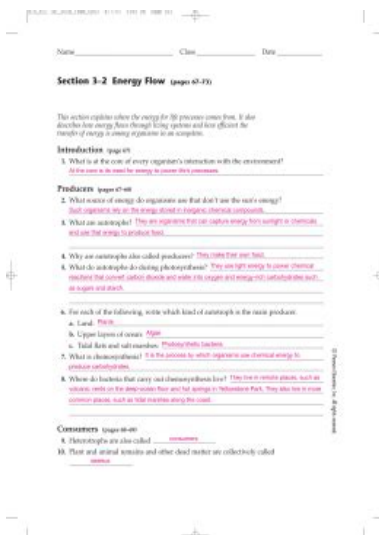 Name Class Date
Section 3–2 Energy Flow (pages 67–73)
This section explains where the energy for life processes comes from. It also
describes how energy flows through living systems and how efficient the
transfer of energy is among organisms in an ecosystem.
Introduction (page 67)
1. What is at the core of every organism's interaction with the environment?
At the core is its need for energy to power life's processes.
Producers (pages 67–68)
2. What source of energy do organisms use that don't use the sun's energy?
Such organisms rely on the energy stored in inorganic chemical compounds.
3. What are autotrophs? They are organisms that can capture energy from sunlight or chemicals
and use that energy to produce food.
4. Why are autotrophs also called producers? They make their own food.
5. What do autotrophs do during photosynthesis? They use light energy to power chemical
reactions that convert carbon dioxide and water into oxygen and energy-rich carbohydrates such
as sugars and starch.
6. For each of the following, write which kind of autotroph is the main producer.
a. Land: Plants
b. Upper layers of ocean: Algae
c. Tidal flats and salt marshes: Photosynthetic bacteria
7. What is chemosynthesis? It is the process by which organisms use chemical energy to
produce carbohydrates.
8. Where do bacteria that carry out chemosynthesis live? They live in remote places, such as
volcanic vents on the deep-ocean floor and hot springs in Yellowstone Park. They also live in more
common places, such as tidal marshes along the coast.
Consumers (pages 68–69)
9. Heterotrophs are also called consumers
10. Plant and animal remains and other dead matter are collectively called
detritus
© Pearson Education, Inc. All rights reserved.